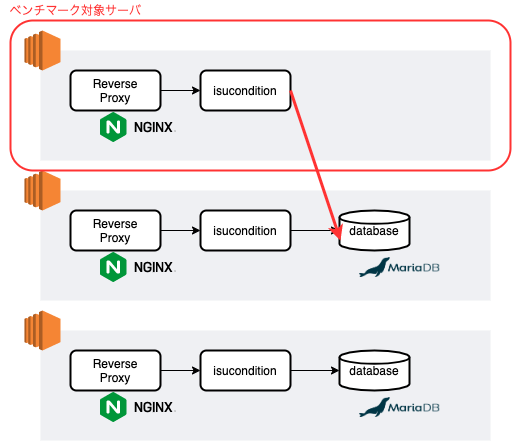 ベンチマーク対象サーバ
Reverse
Proxy
isucondition
NGINX.
Reverse
Proxy
isucondition
database
NGINX.
MariaDB
Reverse
Proxy
isucondition
database
NGINX.
MariaDB